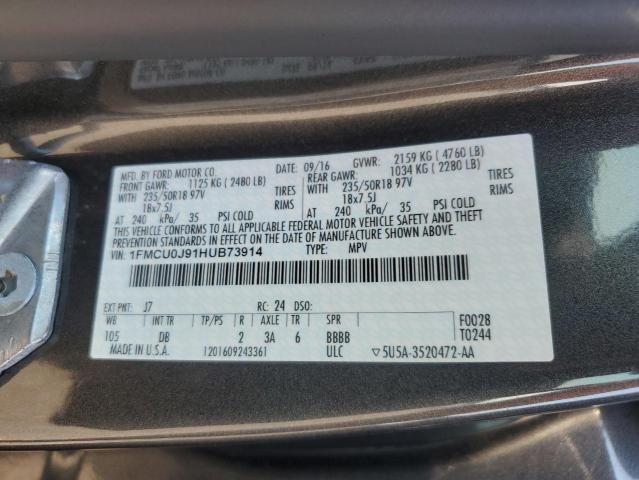 MFD. BY FORD MOTOR CO.
DATE: 09/16 GVWR: 2159 KG ( 4760 LB)
FRONT GAWR: 1125 KG ( 2480 LB)
REAR GAWR: 1034 KG ( 2280 LB)
WITH 235/50R18 97V TIRES
18x7.5J RIMS
AT 240 kPa/ 35 PSI COLD
WITH 235/50R18 97V TIRES
18x7.5J RIMS
AT 240 kPa/ 35 PSI COLD
THIS VEHICLE CONFORMS TO ALL APPLICABLE FEDERAL MOTOR VEHICLE SAFETY AND THEFT
PREVENTION STANDARDS IN EFFECT ON THE DATE OF MANUFACTURE SHOWN ABOVE.
VIN: 1FMCU0J91HUB73914 TYPE: MPV
EXT PNT: J7 RC: 24 DSO:
WB INT TR TP/PS R AXLE TR SPR F0028
105 DB 2 3A 6 BBBB T0244
MADE IN U.S.A. 1201609243361 ULC ▽5U5A-3520472-AA